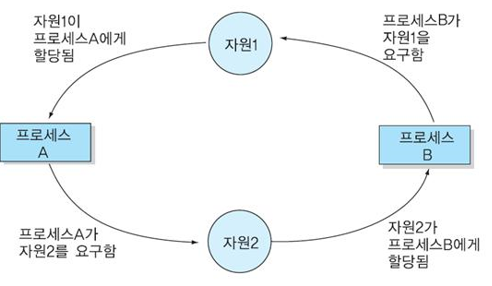 자원1이
프로세스A에게
할당됨
자원1
프로세스B가
자원1을
요구함
프로세스
A
프로세스
B
프로세스A가
자원2를 요구함
자원2
자원2가
프로세스B에게
할당됨